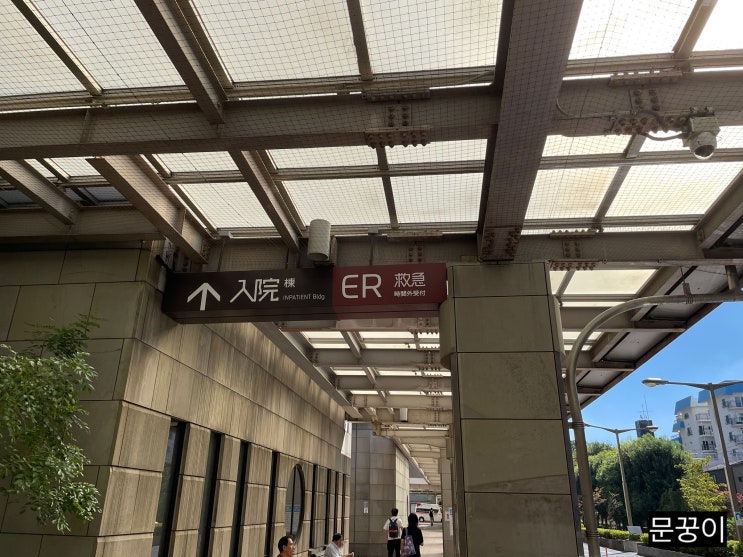 ↑ 入院 棟 INPATIENT Bldg
ER 救急
時間外受付
문꿍이